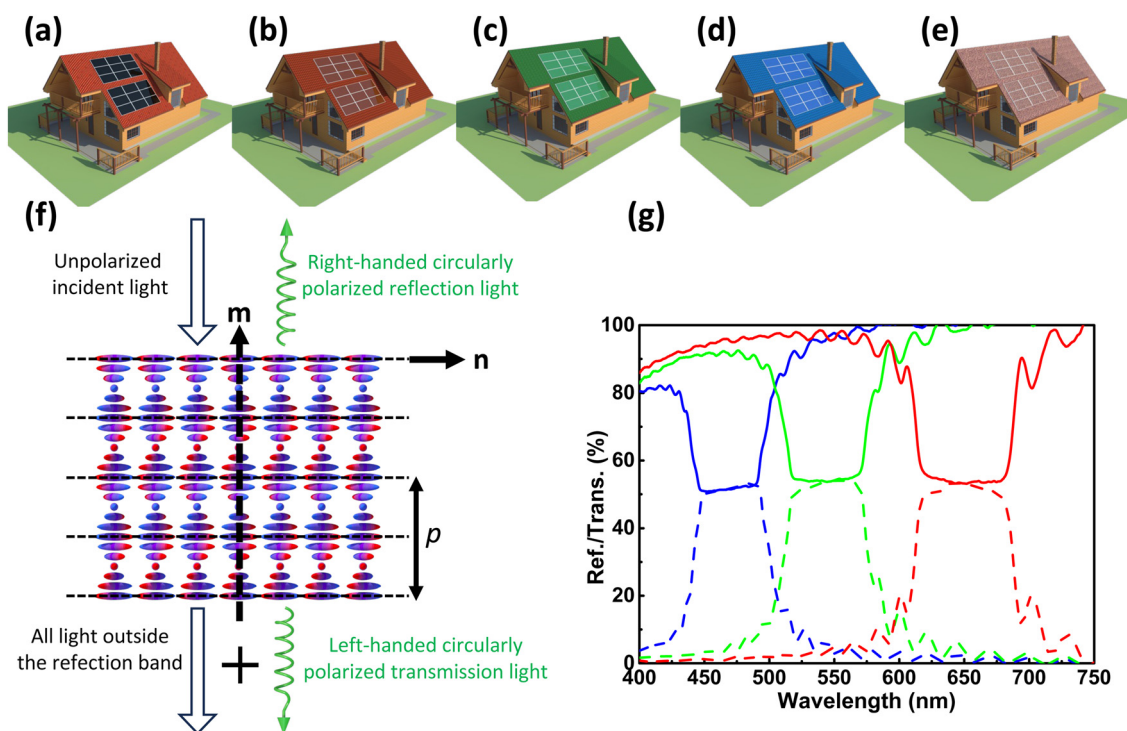 (a)
(b)
(c)
(d)
(e)
(f)
Unpolarized
incident light
Right-handed circularly
polarized reflection light
m
n
p
All light outside
the refection band
+
Left-handed circularly
polarized transmission light
(g)
Ref./Trans. (%)
100
80
60
40
20
0
400 450 500 550 600 650 700 750
Wavelength (nm)